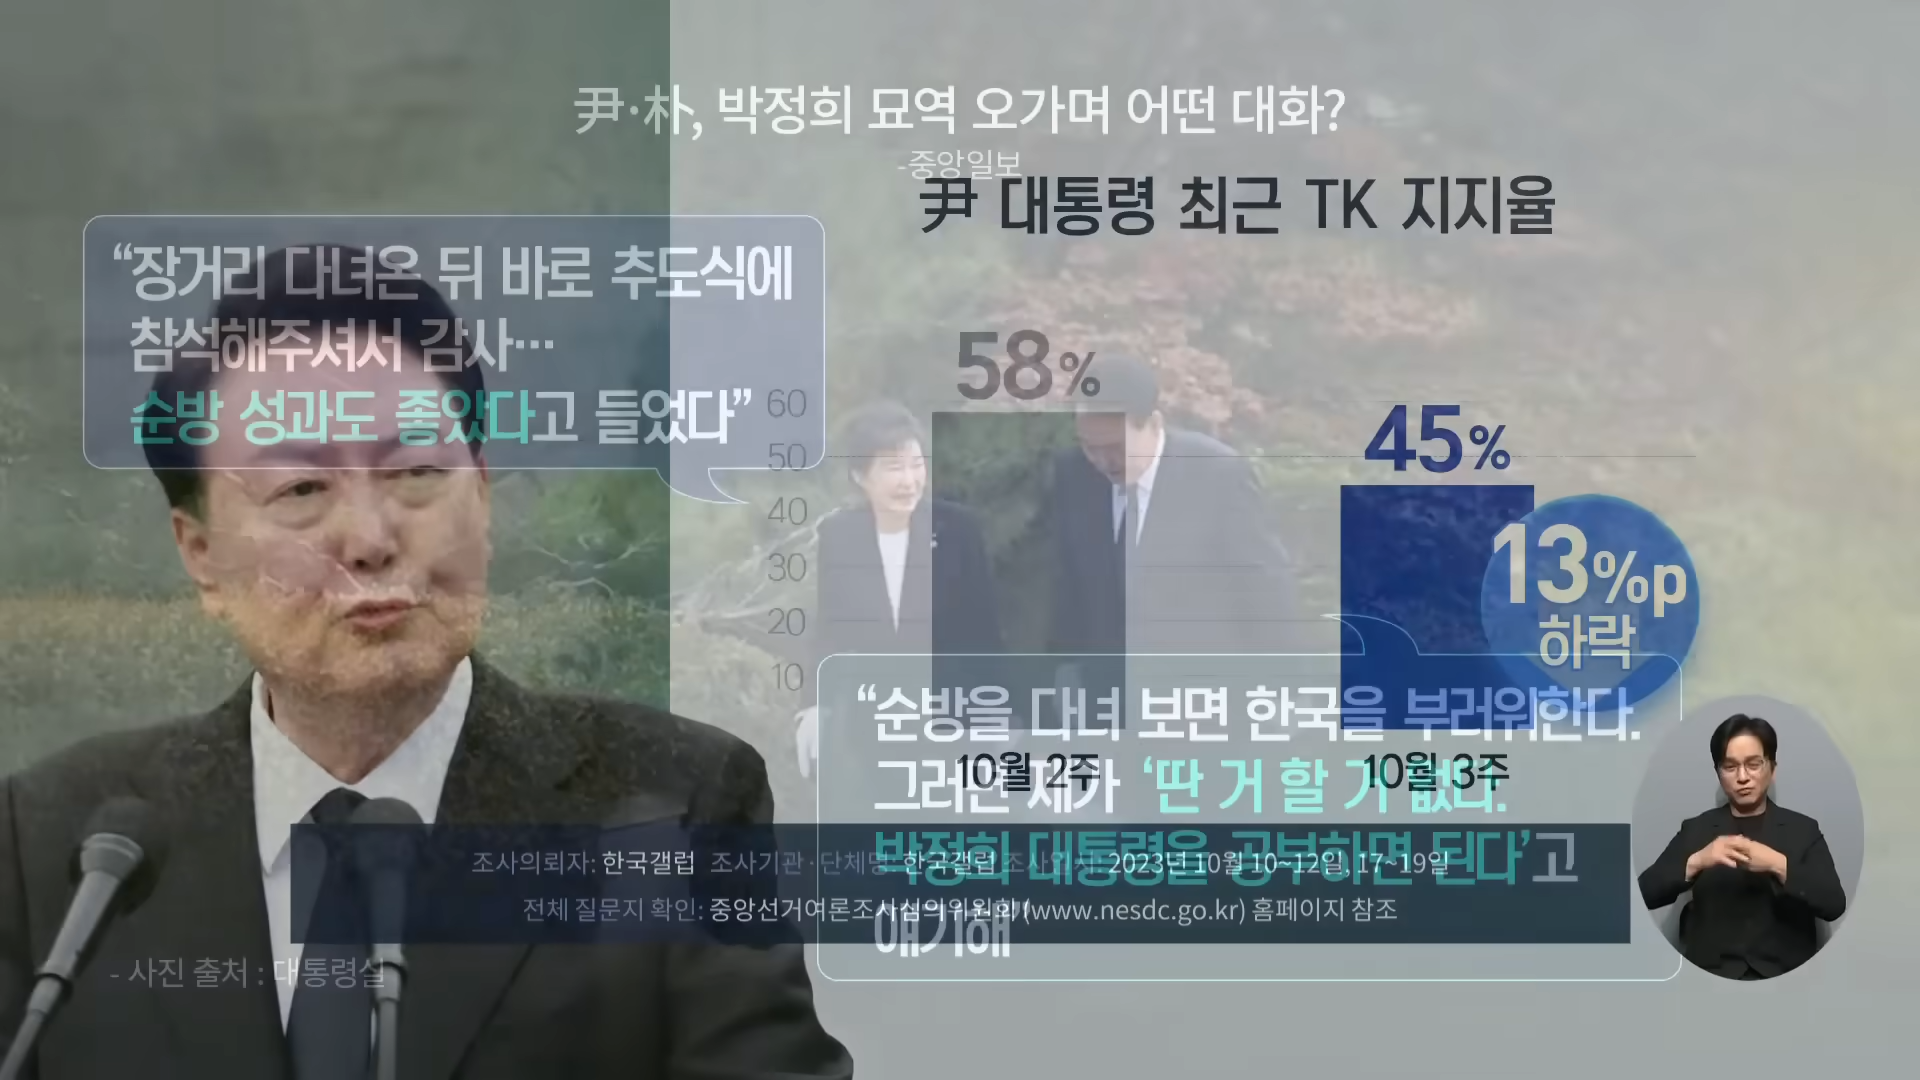 尹·朴, 박정희 묘역 오가며 어떤 대화?
-중앙일보
尹 대통령 최근 TK 지지율
“장거리 다녀온 뒤 바로 추도식에
참석해주셔서 감사…
순방 성과도 좋았다고 들었다”
58%
45%
13%p
하락
60
50
40
30
20
10
10월 2주
10월 3주
“순방을 다녀 보면 한국을 부러워한다.
그러면 제가 ‘딴 거 할 거 없다.
박정희 대통령을 공부하면 된다’고
얘기해
조사의뢰자: 한국갤럽 조사기관·단체명: 한국갤럽 조사일시: 2023년 10월 10~12일, 17~19일
전체 질문지 확인: 중앙선거여론조사심의위원회(www.nesdc.go.kr) 홈페이지 참조
- 사진 출처 : 대통령실